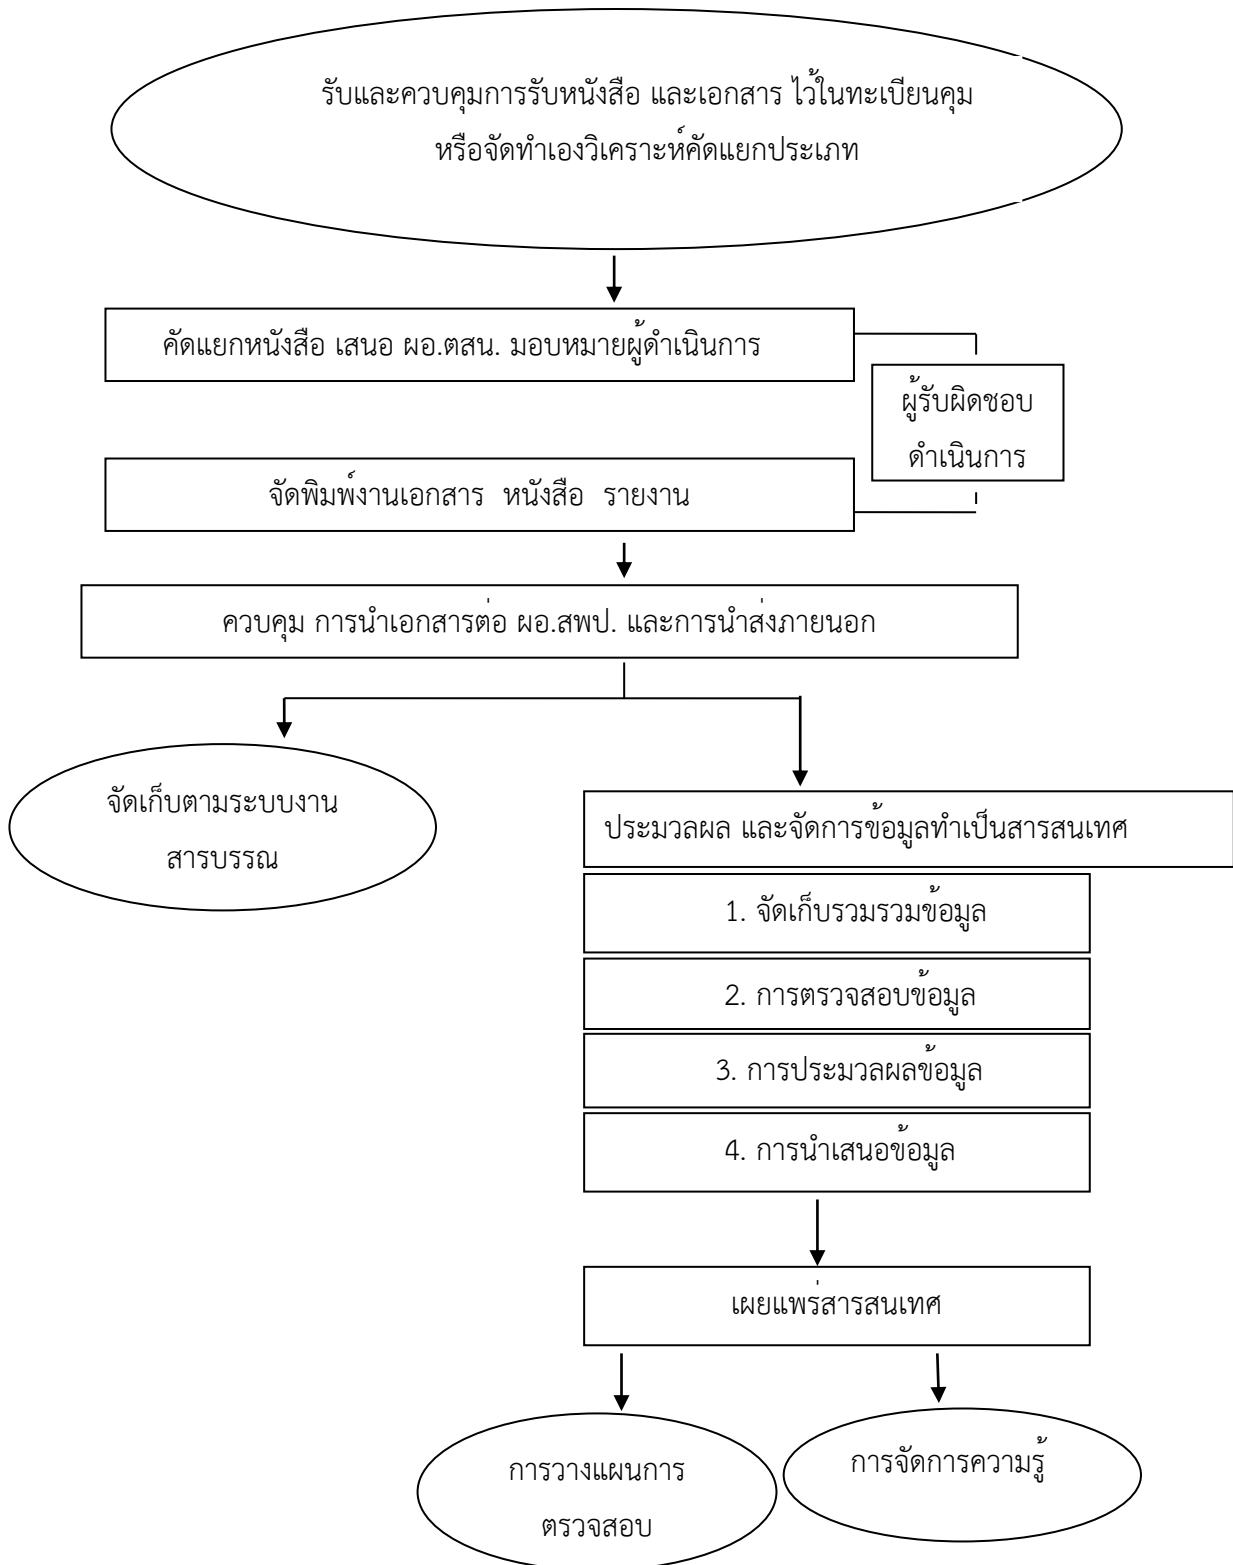 รับและควบคุมการรับหนังสือ และเอกสาร ไว้ในทะเบียนคุม
หรือจัดทำเองวิเคราะห์คัดแยกประเภท
คัดแยกหนังสือ เสนอ ผอ.ตสน. มอบหมายผู้ดำเนินการ
ผู้รับผิดชอบ
ดำเนินการ
จัดพิมพ์งานเอกสาร หนังสือ รายงาน
ควบคุม การนำเอกสารต่อ ผอ.สพป. และการนำส่งภายนอก
จัดเก็บตามระบบงาน
สารบรรณ
ประมวลผล และจัดการข้อมูลทำเป็นสารสนเทศ
1. จัดเก็บรวมรวมข้อมูล
2. การตรวจสอบข้อมูล
3. การประมวลผลข้อมูล
4. การนำเสนอข้อมูล
เผยแพร่สารสนเทศ
การวางแผนการ
ตรวจสอบ
การจัดการความรู้